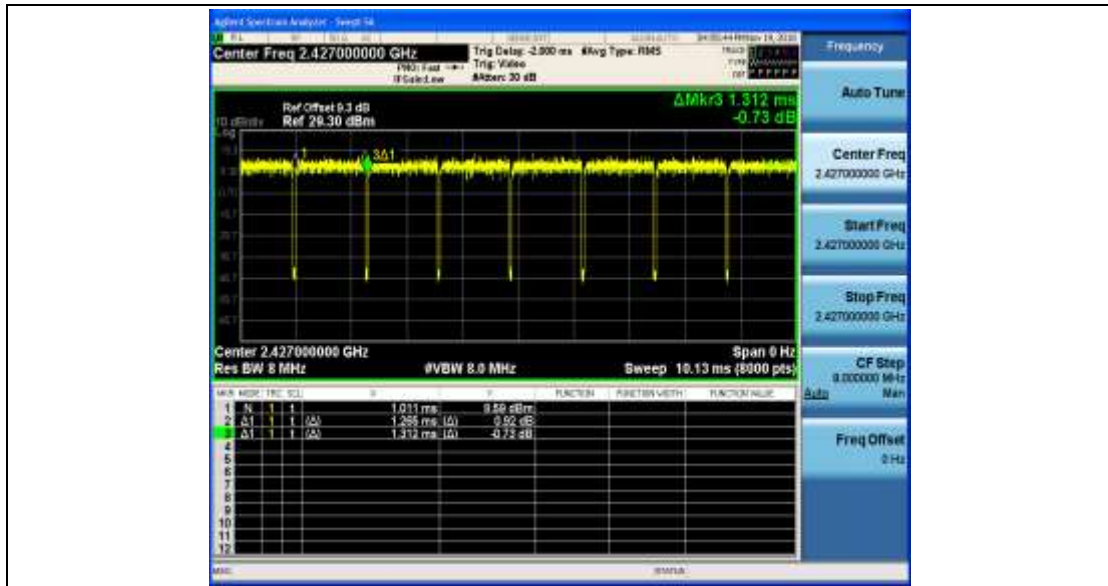 Agilent Spectrum Analyzer - Swept SA
Center Freq 2.427000000 GHz
PNO: Fast
IFGain:Low
Trig Delay: -2.000 ms
#Avg Type: RMS
Trig: Video
#Atten: 30 dB
Frequency
Auto Tune
ΔMkr3 1.312 ms
-0.73 dB
Ref Offset 9.3 dB
10 dB/div
Ref 29.30 dBm
Log
1
3Δ1
Center Freq
2.427000000 GHz
Start Freq
2.427000000 GHz
Stop Freq
2.427000000 GHz
Center 2.427000000 GHz
Span 0 Hz
Res BW 8 MHz
#VBW 8.0 MHz
Sweep 10.13 ms (8000 pts)
CF Step
8.000000 MHz
Auto Man
MKR MODE TRC SCL X Y FUNCTION FUNCTION WIDTH FUNCTION VALUE
1 N 1 t 1.011 ms 9.59 dBm
2 Δ1 1 t (Δ) 1.265 ms (Δ) 0.92 dB
3 Δ1 1 t (Δ) 1.312 ms (Δ) -0.73 dB
4
5
6
7
8
9
10
11
12
Freq Offset
0 Hz
MSG
STATUS